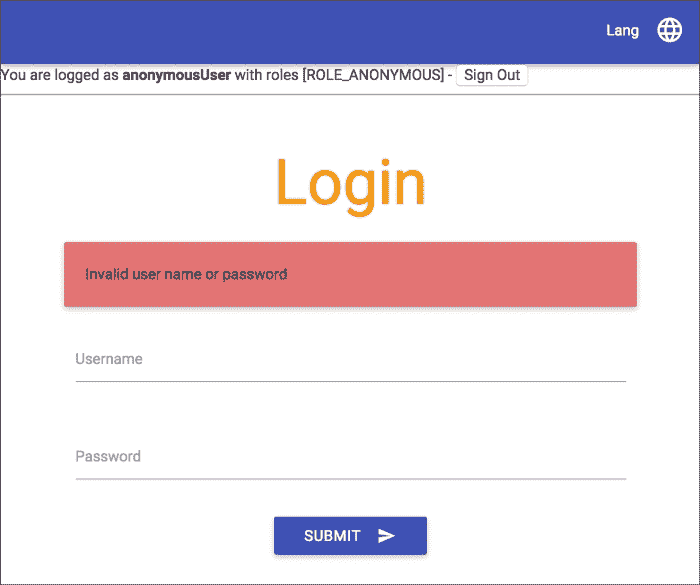 Lang
You are logged as anonymousUser with roles [ROLE_ANONYMOUS] - Sign Out
Login
Invalid user name or password
Username
Password
SUBMIT